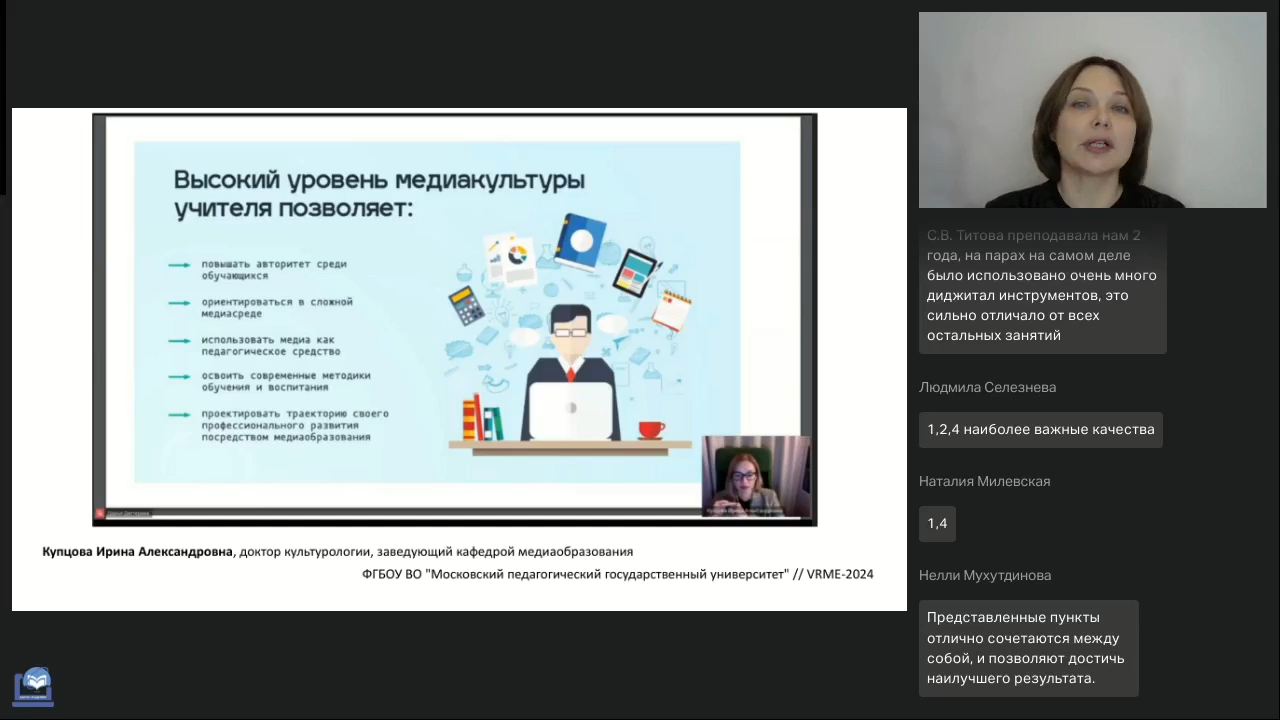 Высокий уровень медиакультуры
учителя позволяет:
повышать авторитет среди
обучающихся
ориентироваться в сложной
медиасреде
использовать медиа как
педагогическое средство
освоить современные методики
обучения и воспитания
проектировать траекторию своего
профессионального развития
посредством медиаобразования
Купцова Ирина Александровна, доктор культурологии, заведующий кафедрой медиаобразования
ФГБОУ ВО "Московский педагогический государственный университет" // VRME-2024
С.В. Титова преподавала нам 2
года, на парах на самом деле
было использовано очень много
диджитал инструментов, это
сильно отличало от всех
остальных занятий
Людмила Селезнева
1,2,4 наиболее важные качества
Наталия Милевская
1,4
Нелли Мухутдинова
Представленные пункты
отлично сочетаются между
собой, и позволяют достичь
наилучшего результата.